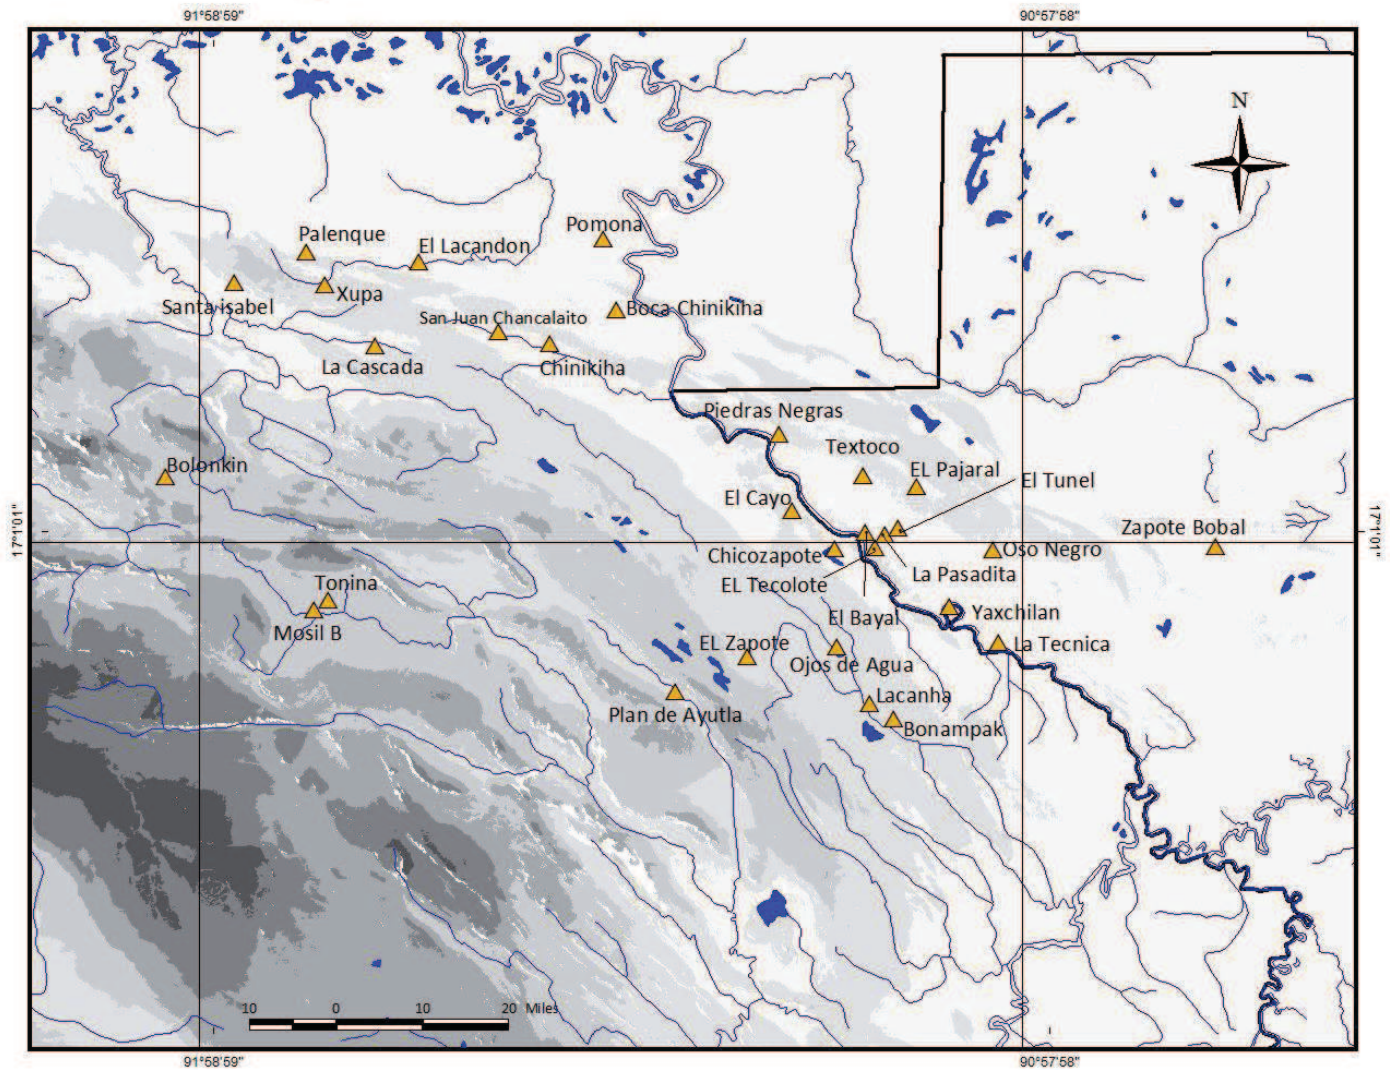 91°58'59"
90°57'58"
N
Pomona
Palenque
El Lacandon
Xupa
Santa isabel
Boca Chinikiha
San Juan Chancalaito
La Cascada
Chinikiha
Piedras Negras
Textoco
Bolonkin
EL Pajaral
El Tunel
El Cayo
Zapote Bobal
17°1'01"
17°1'01"
Chicozapote
Oso Negro
La Pasadita
Tonina
EL Tecolote
El Bayal
Yaxchilan
Mosil B
EL Zapote
La Tecnica
Ojos de Agua
Lacanha
Plan de Ayutla
Bonampak
10 0 10 20 Miles
91°58'59"
90°57'58"